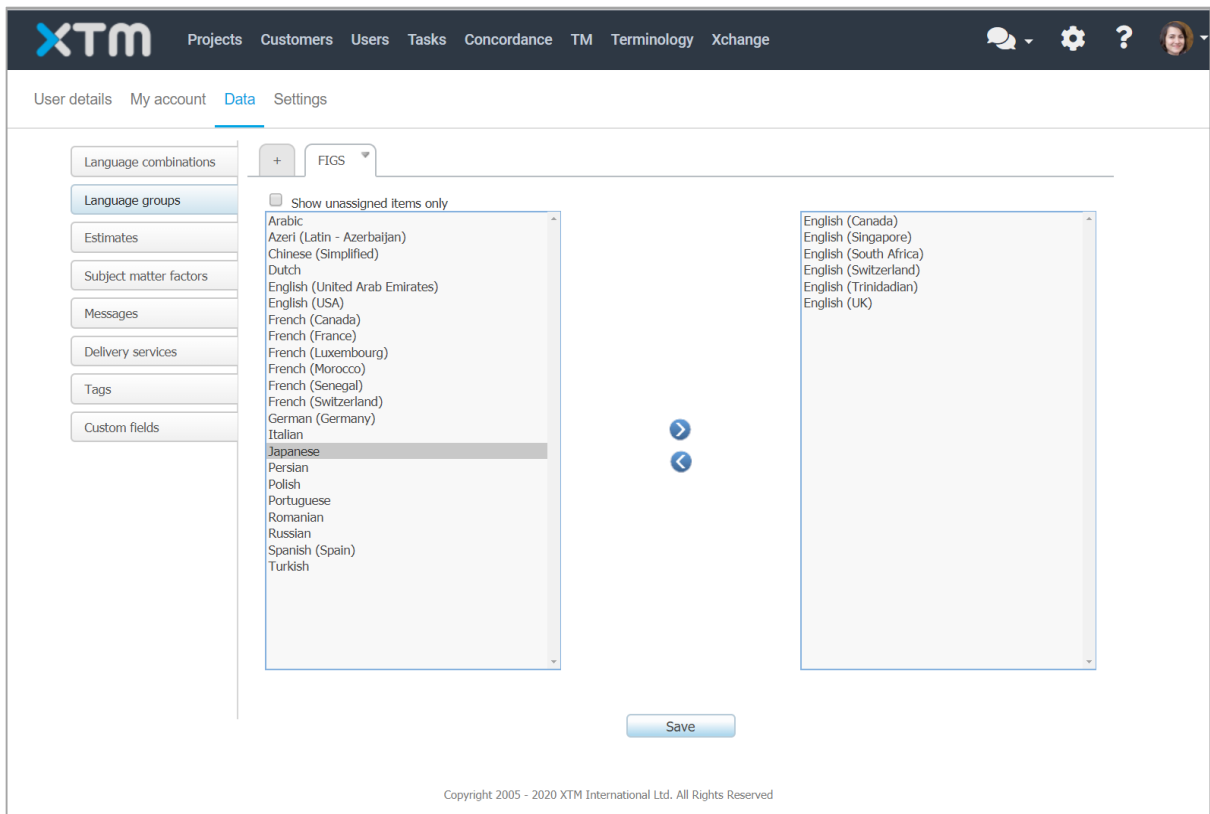 XTM Projects Customers Users Tasks Concordance TM Terminology Xchange ?
User details My account Data Settings
Language combinations
Language groups
Estimates
Subject matter factors
Messages
Delivery services
Tags
Custom fields
+ FIGS
Show unassigned items only
Arabic
Azeri (Latin - Azerbaijan)
Chinese (Simplified)
Dutch
English (United Arab Emirates)
English (USA)
French (Canada)
French (France)
French (Luxembourg)
French (Morocco)
French (Senegal)
French (Switzerland)
German (Germany)
Italian
Japanese
Persian
Polish
Portuguese
Romanian
Russian
Spanish (Spain)
Turkish
English (Canada)
English (Singapore)
English (South Africa)
English (Switzerland)
English (Trinidadian)
English (UK)
Save
Copyright 2005 - 2020 XTM International Ltd. All Rights Reserved